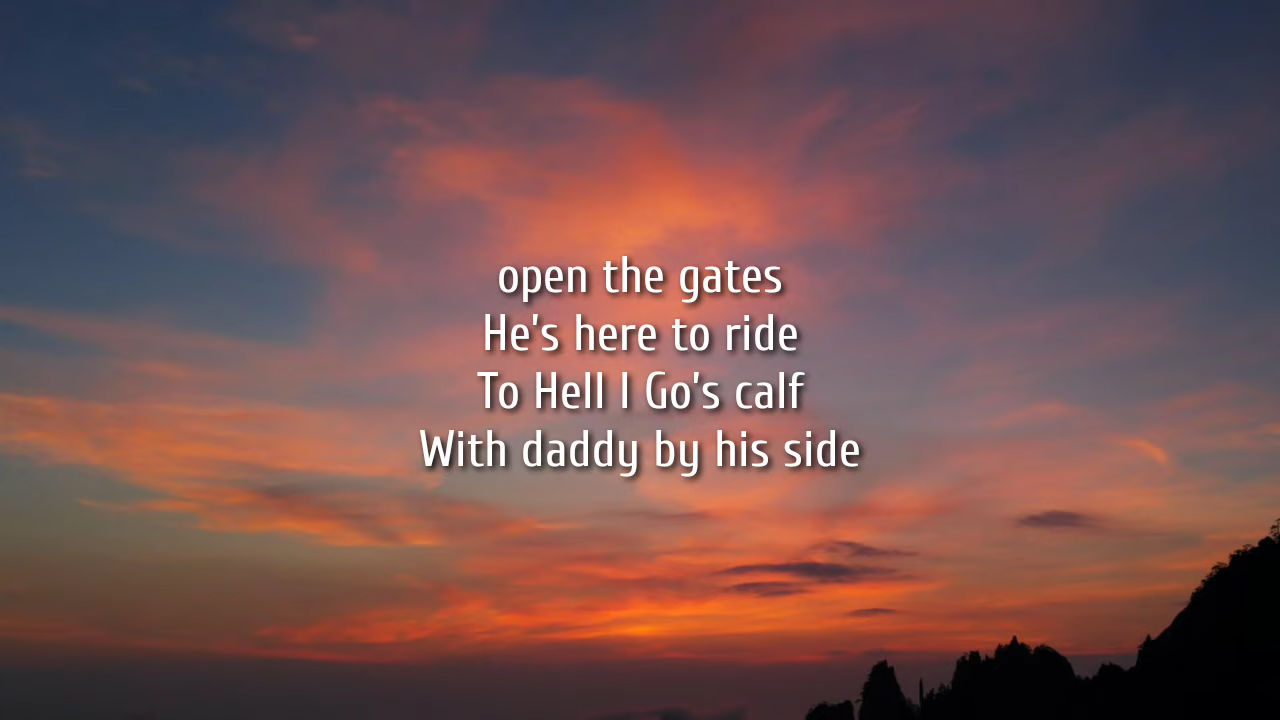 open the gates
He's here to ride
To Hell I Go's calf
With daddy by his side